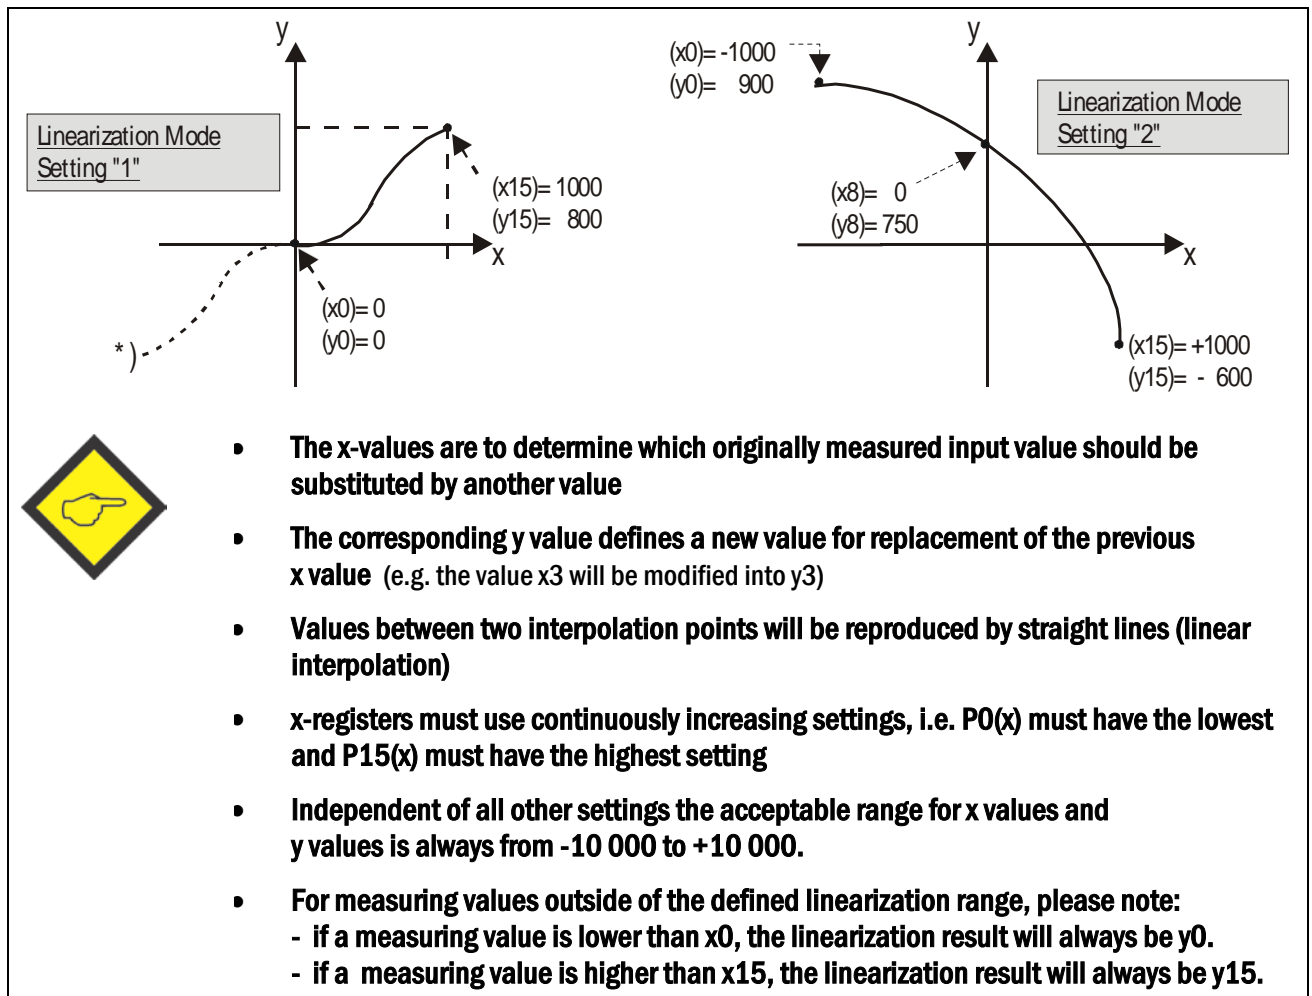 y
Linearization Mode
Setting "1"
(x15)= 1000
(y15)= 800
x
(x0)= 0
(y0)= 0
*)
y
(x0)= -1000
(y0)= 900
Linearization Mode
Setting "2"
(x8)= 0
(y8)= 750
x
(x15)= +1000
(y15)= - 600
• The x-values are to determine which originally measured input value should be
substituted by another value
• The corresponding y value defines a new value for replacement of the previous
x value (e.g. the value x3 will be modified into y3)
• Values between two interpolation points will be reproduced by straight lines (linear
interpolation)
• x-registers must use continuously increasing settings, i.e. P0(x) must have the lowest
and P15(x) must have the highest setting
• Independent of all other settings the acceptable range for x values and
y values is always from -10 000 to +10 000.
• For measuring values outside of the defined linearization range, please note:
- if a measuring value is lower than x0, the linearization result will always be y0.
- if a measuring value is higher than x15, the linearization result will always be y15.